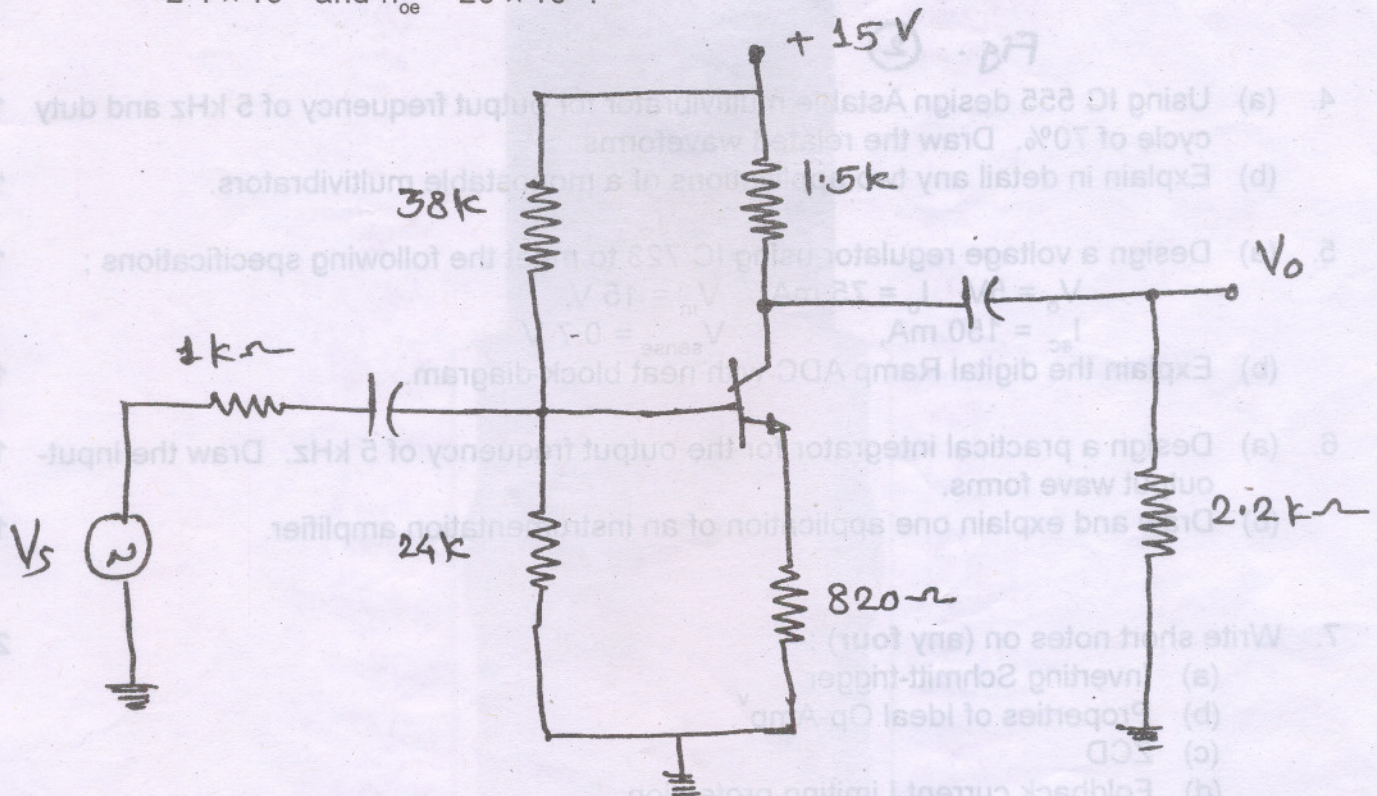 and hoe
+ 15 V
38k
1.5k
Vo
1kΩ
Vs
24k
820Ω
2.2kΩ
Fig. (2)
4. (a) Using IC 555 design Astable multivibrator for output frequency of 5 kHz and duty
cycle of 70%. Draw the related waveforms
(b) Explain in detail any two applications of a monostable multivibrators.
5. (a) Design a voltage regulator using IC 723 to meet the following specifications ;
(b) Explain the digital Ramp ADC with neat block diagram.
6. (a) Design a practical integrator for the output frequency of 5 kHz. Draw the input-
output wave forms.
(b) Draw and explain one application of an instrumentation amplifier.
7. Write short notes on (any four) :
(a) Inverting Schmitt-trigger
(b) Properties of Ideal Op-Amp
(c) ZCD
(d) Foldback current Limiting protection